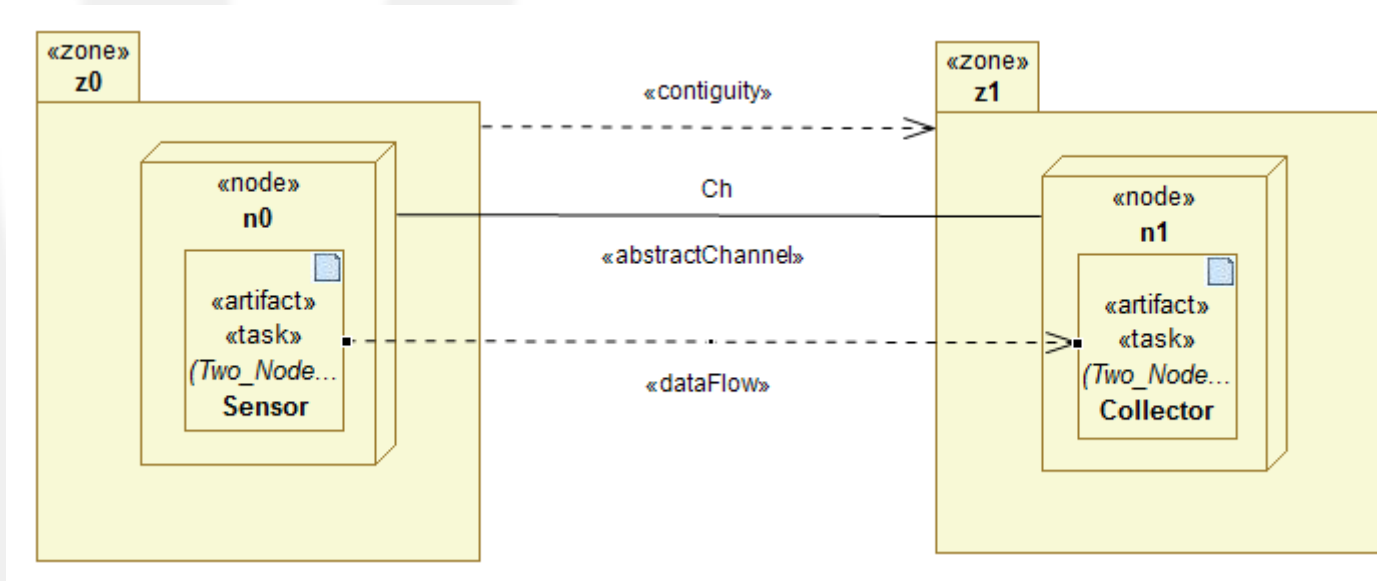 «zone»
z0
«node»
n0
«artifact»
«task»
(Two_Node...
Sensor
«contiguity»
Ch
«abstractChannel»
«dataFlow»
«zone»
z1
«node»
n1
«artifact»
«task»
(Two_Node...
Collector